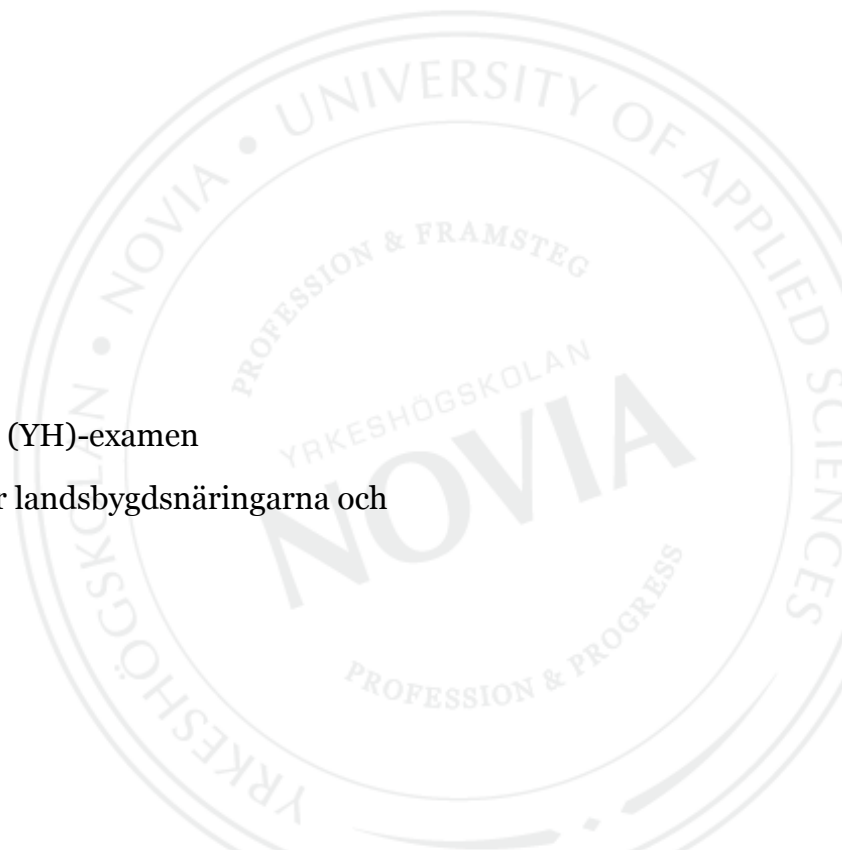 UNIVERSITY OF APPLIED SCIENCES
YRKESHÖGSKOLAN • NOVIA •
PROFESSION & FRAMSTEG
YRKESHÖGSKOLAN
NOVIA
PROFESSION & PROGRESS
(YH)-examen
r landsbygdsnäringarna och